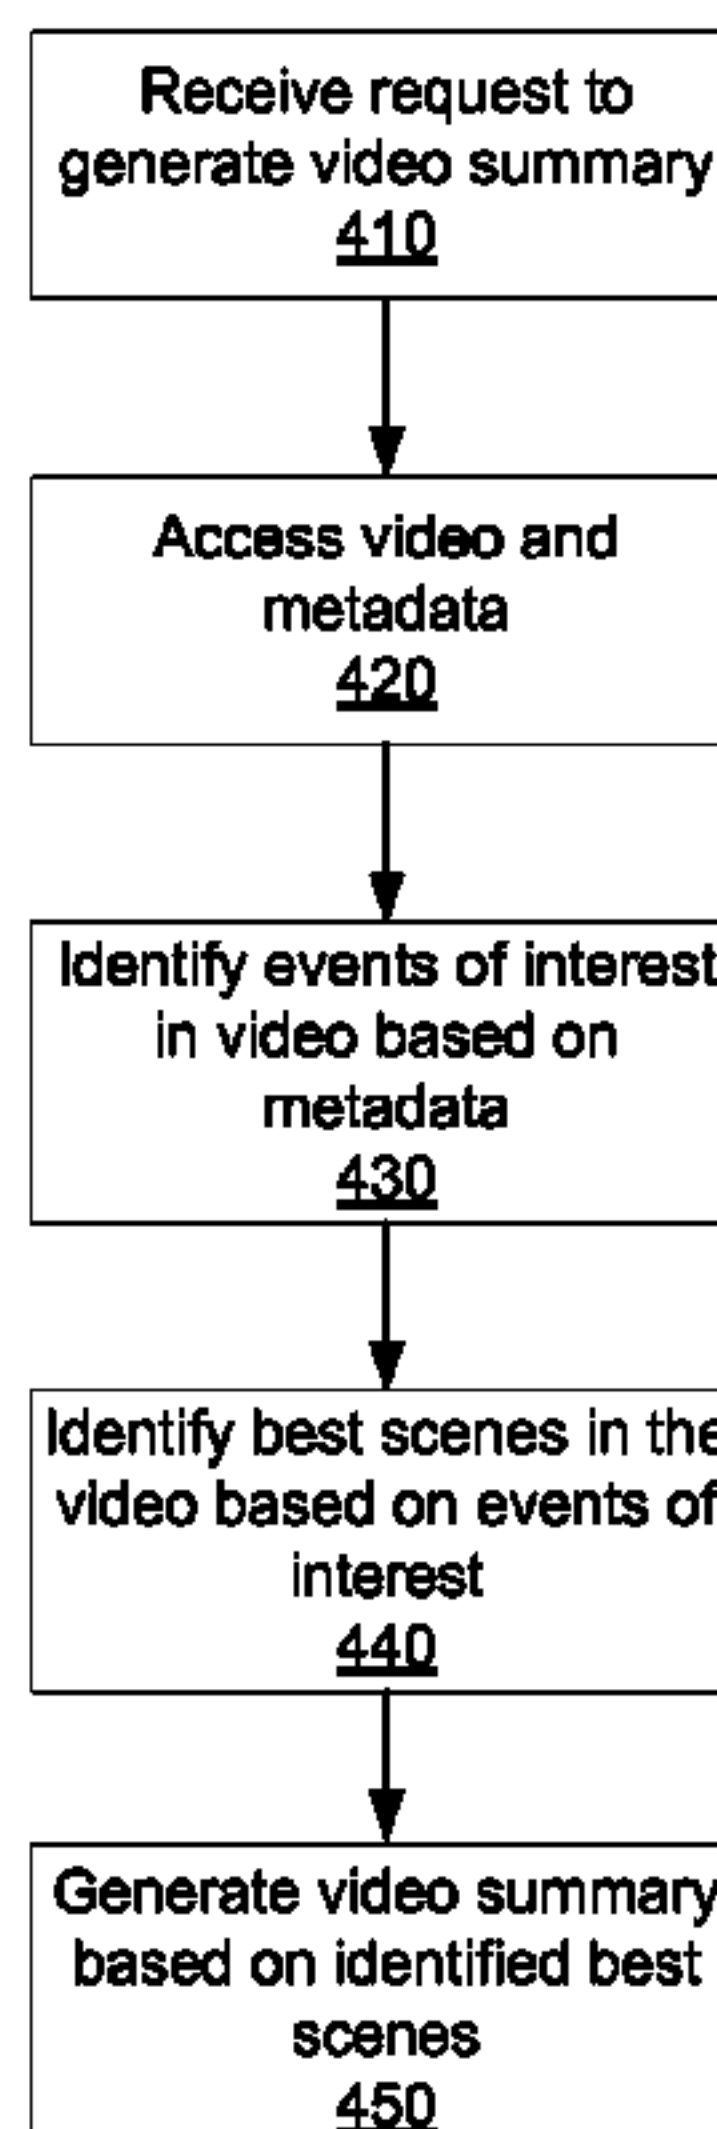 Receive request to
generate video summary
410
Access video and
metadata
420
Identify events of interest
in video based on
metadata
430
Identify best scenes in the
video based on events of
interest
440
Generate video summary
based on identified best
scenes
450